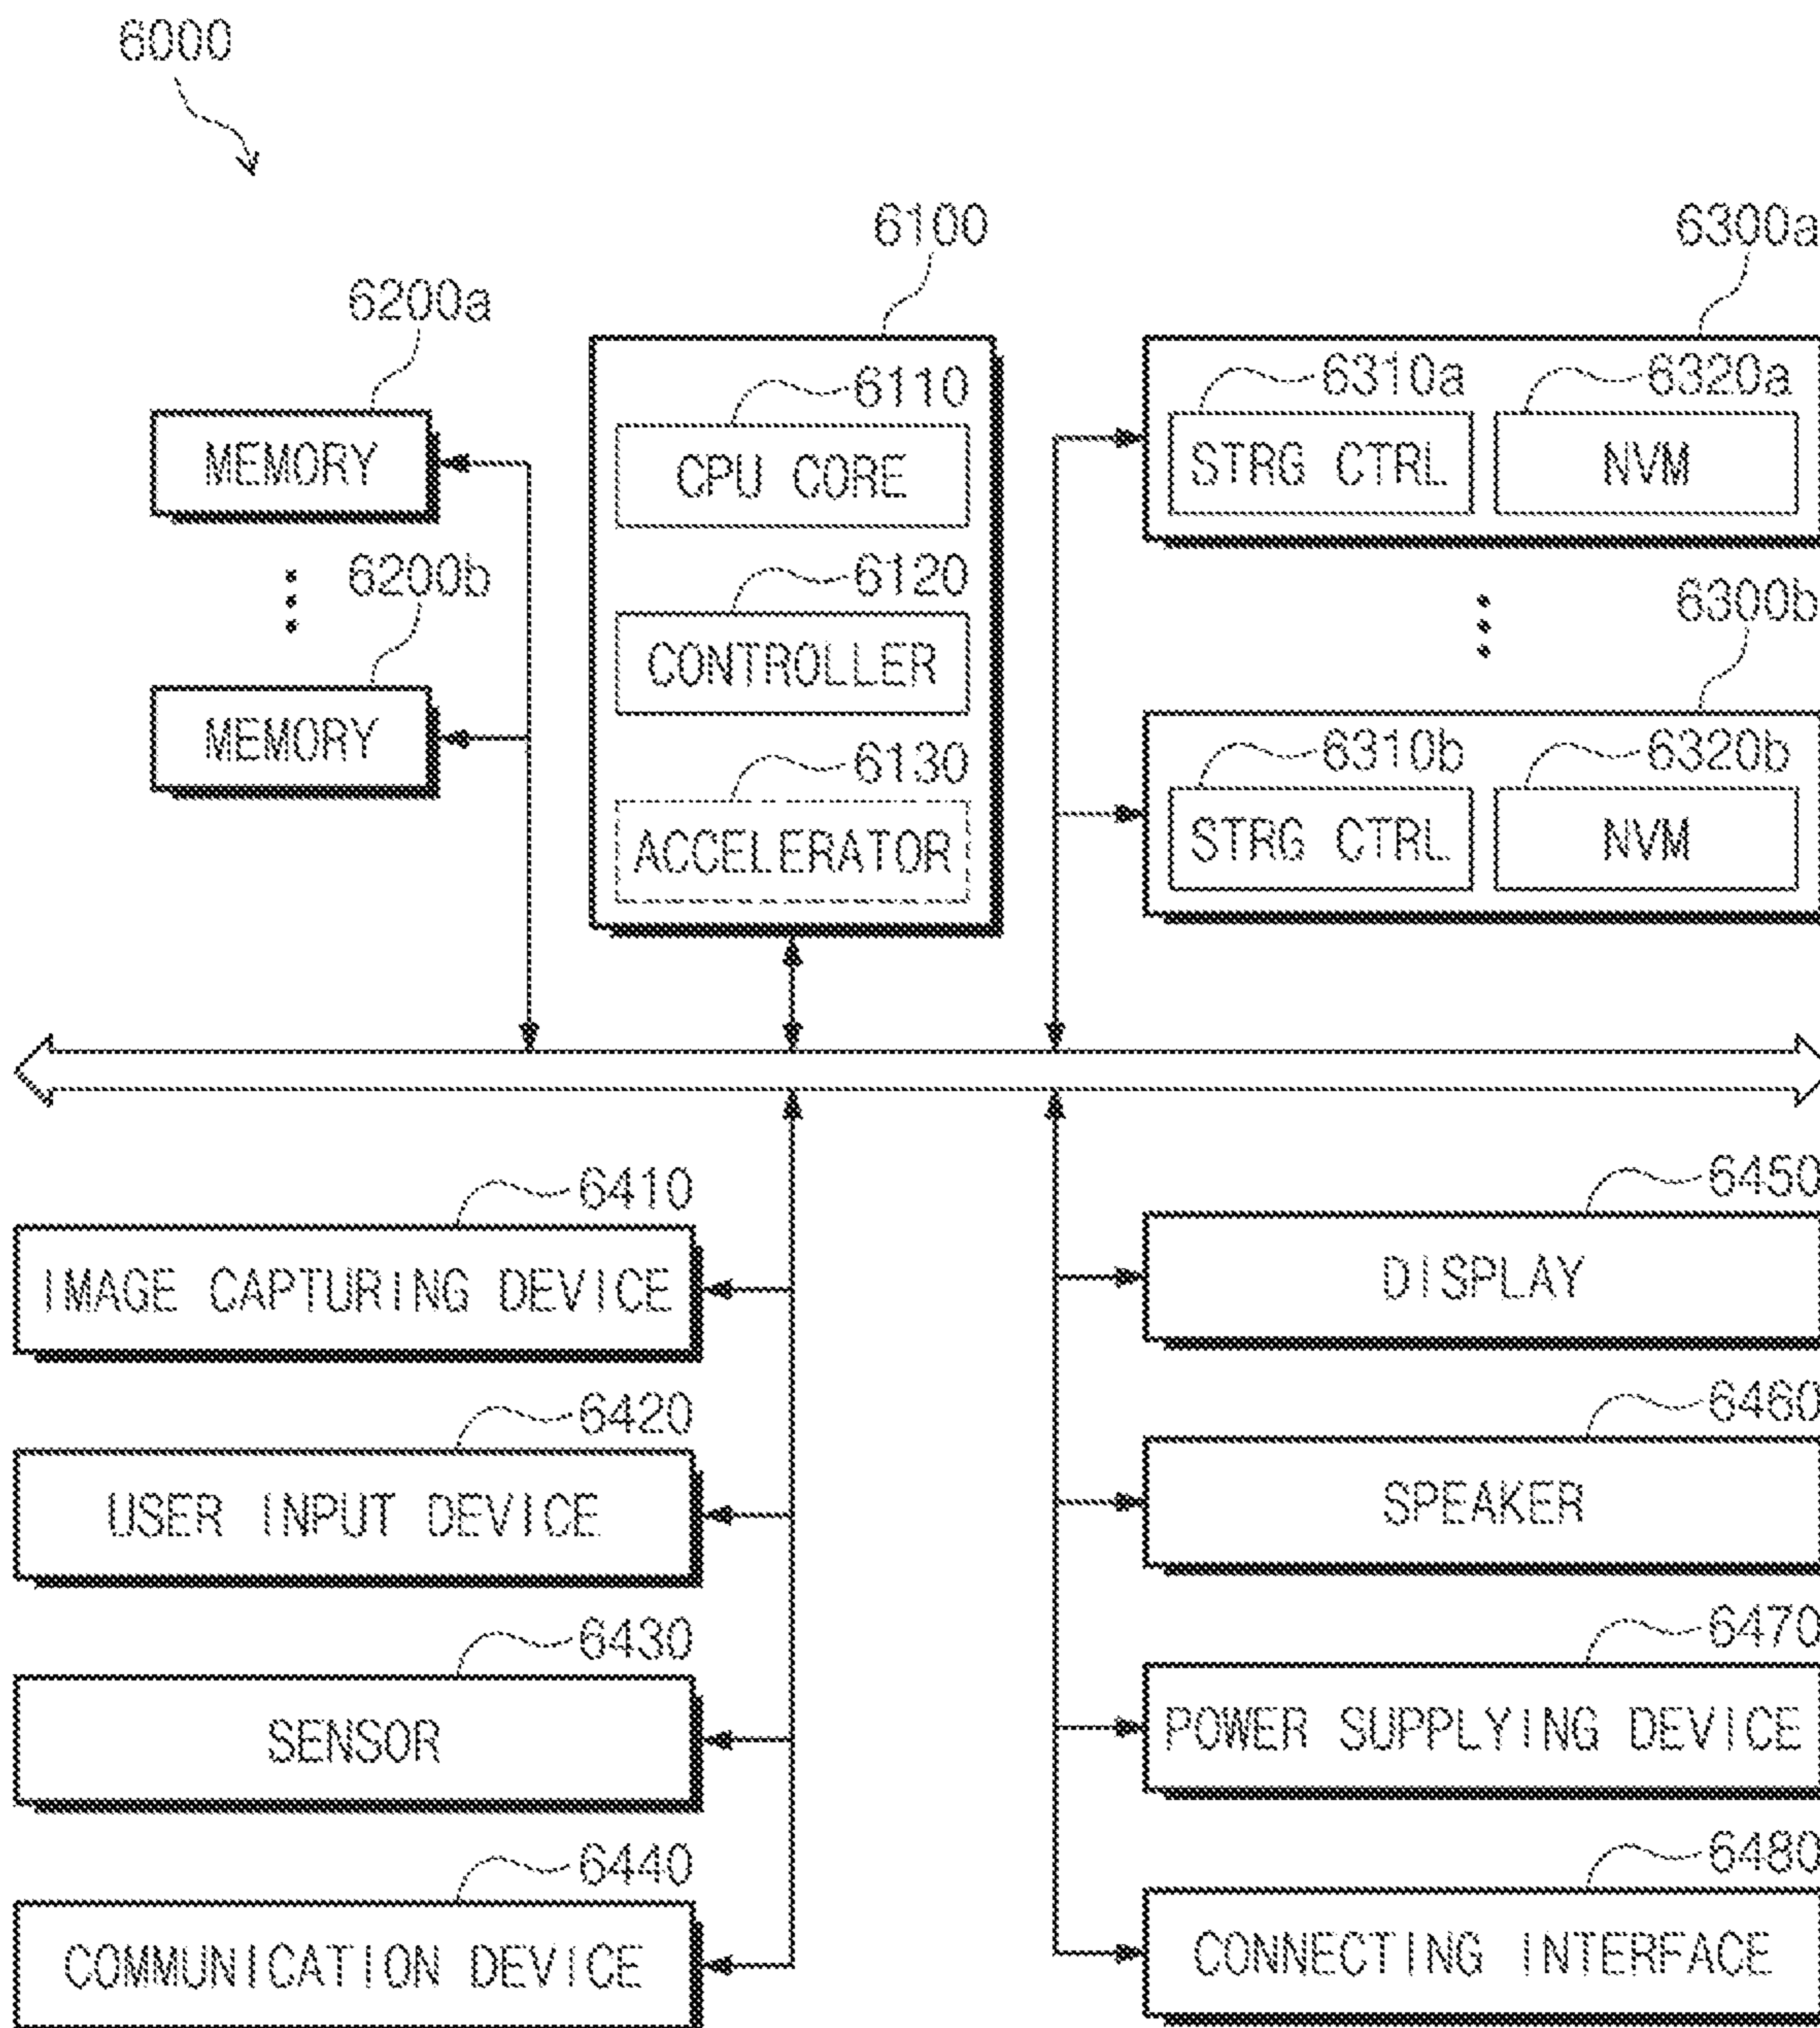 6000
6100
6300a
6200a
6110
6310a
6320a
MEMORY
CPU CORE
STRG CTRL
NVM
6200b
6120
6300b
CONTROLLER
MEMORY
6310b
6320b
6130
ACCELERATOR
STRG CTRL
NVM
6410
6450
IMAGE CAPTURING DEVICE
DISPLAY
6420
6460
USER INPUT DEVICE
SPEAKER
6430
6470
SENSOR
POWER SUPPLYING DEVICE
6440
6480
COMMUNICATION DEVICE
CONNECTING INTERFACE